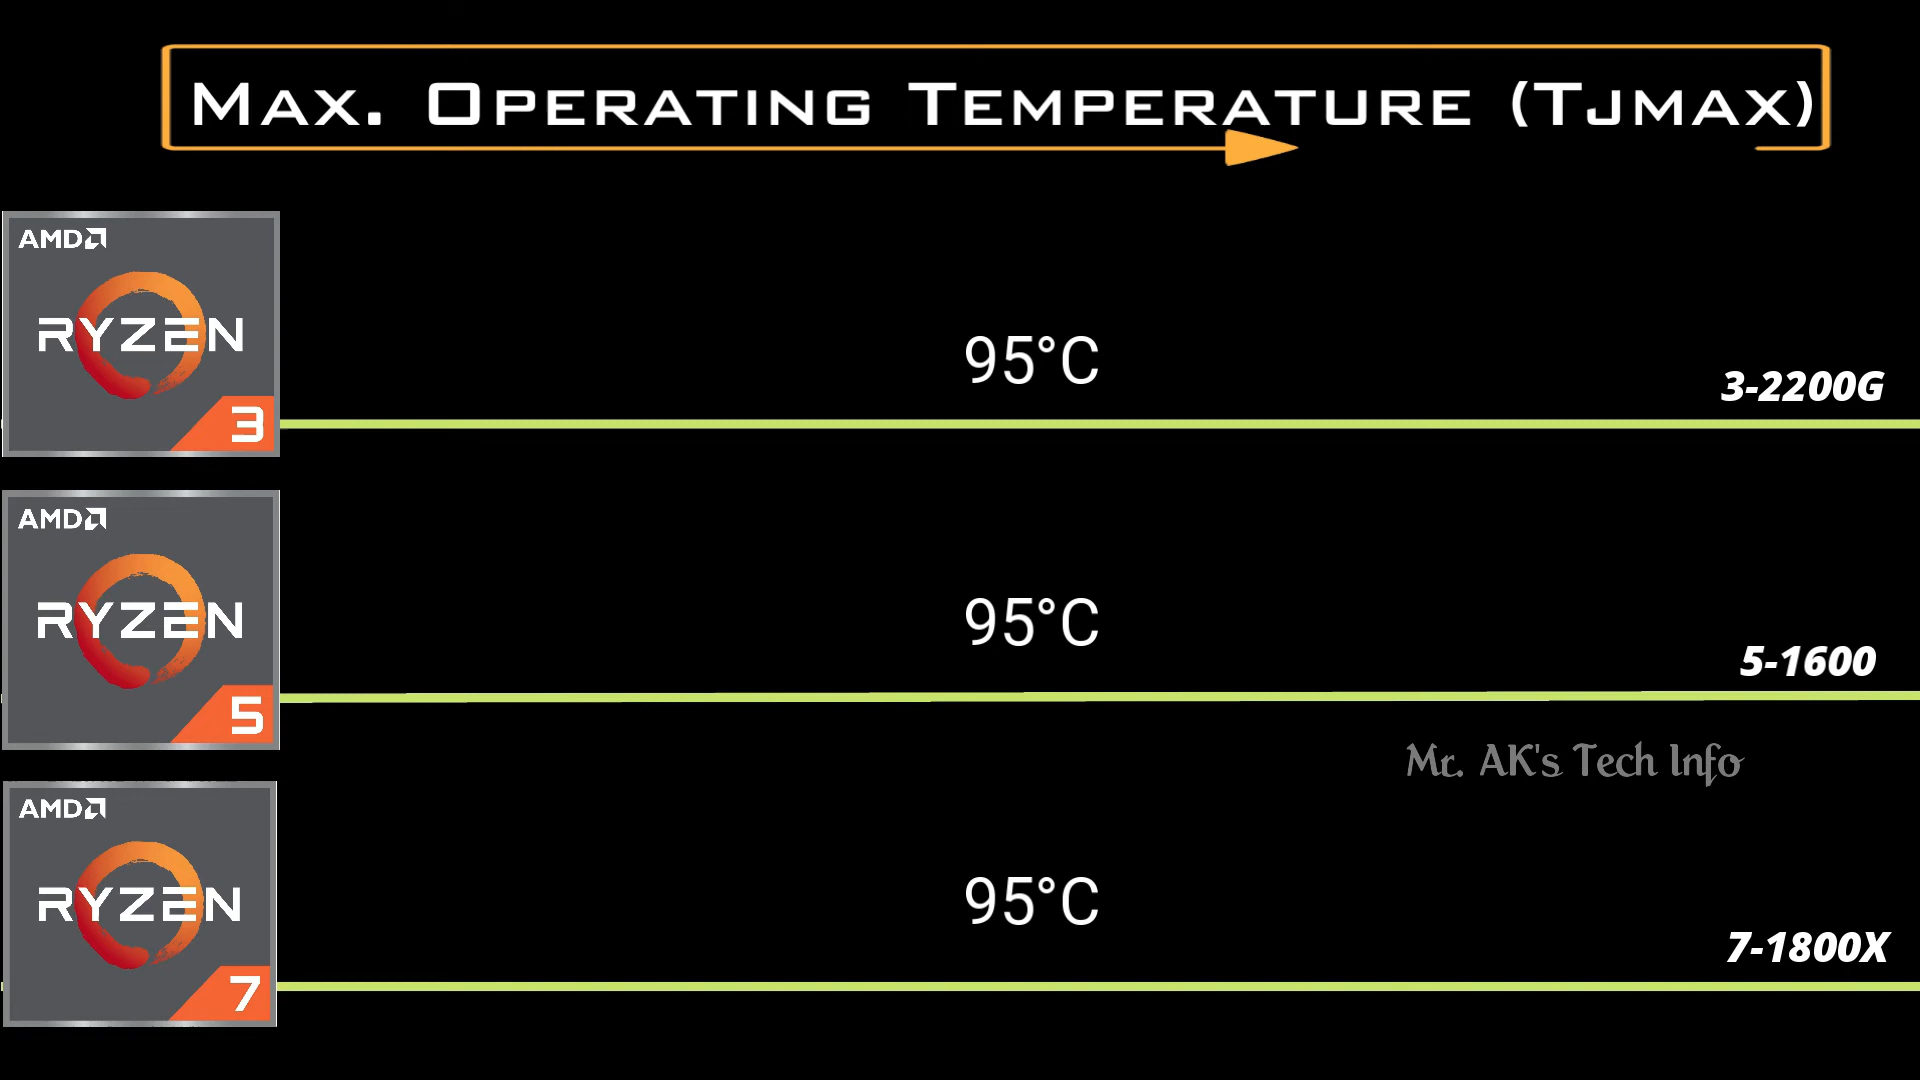 Max. Operating Temperature (Tjmax)
AMD
RYZEN
3
95°C
3-2200G
AMD
RYZEN
5
95°C
5-1600
Mr. AK's Tech Info
AMD
RYZEN
7
95°C
7-1800X